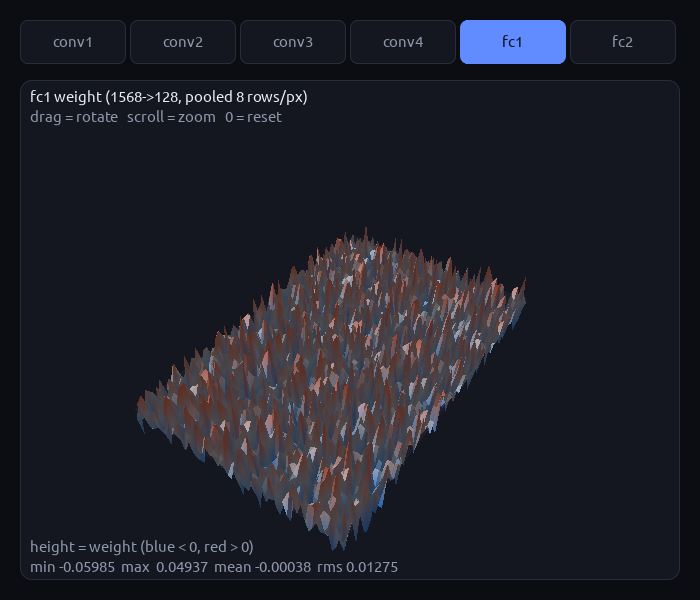 conv1 conv2 conv3 conv4 fc1 fc2
fc1 weight (1568->128, pooled 8 rows/px)
drag = rotate scroll = zoom 0 = reset
height = weight (blue < 0, red > 0)
min -0.05985 max 0.04937 mean -0.00038 rms 0.01275